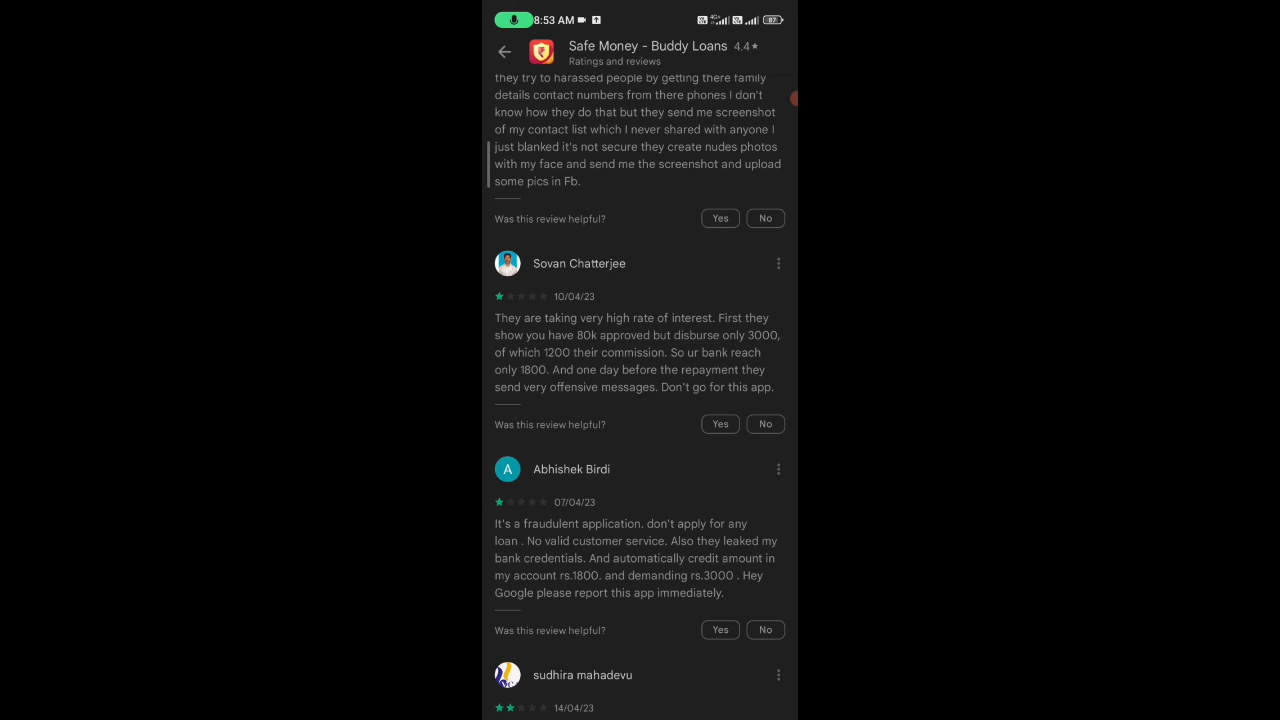 8:53 AM
4G+
87
Safe Money - Buddy Loans 4.4★
Ratings and reviews
they try to harassed people by getting there family
details contact numbers from there phones I don't
know how they do that but they send me screenshot
of my contact list which I never shared with anyone I
just blanked it's not secure they create nudes photos
with my face and send me the screenshot and upload
some pics in Fb.
Was this review helpful? Yes No
Sovan Chatterjee
10/04/23
They are taking very high rate of interest. First they
show you have 80k approved but disburse only 3000,
of which 1200 their commission. So ur bank reach
only 1800. And one day before the repayment they
send very offensive messages. Don't go for this app.
Was this review helpful? Yes No
A Abhishek Birdi
07/04/23
It's a fraudulent application. don't apply for any
loan . No valid customer service. Also they leaked my
bank credentials. And automatically credit amount in
my account rs.1800. and demanding rs.3000 . Hey
Google please report this app immediately.
Was this review helpful? Yes No
sudhira mahadevu
14/04/23